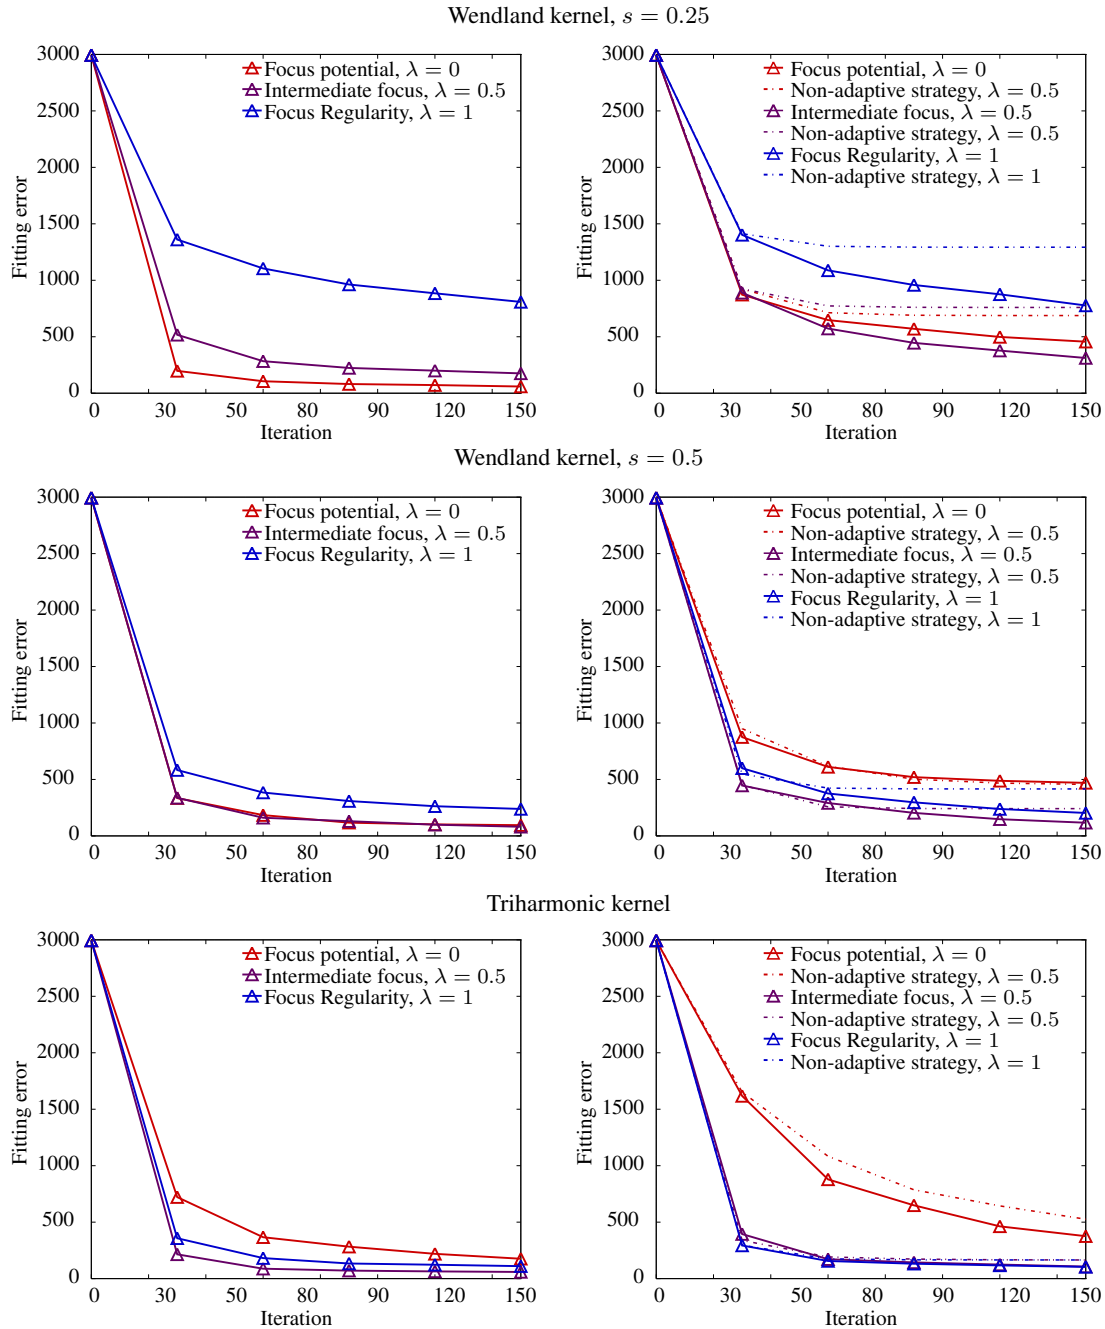 Wendland kernel, s = 0.25
3000
2500
2000
1500
1000
500
0
Fitting error
0 30 50 80 90 120 150
Iteration
Focus potential, λ = 0
Intermediate focus, λ = 0.5
Focus Regularity, λ = 1
3000
2500
2000
1500
1000
500
0
Fitting error
0 30 50 80 90 120 150
Iteration
Focus potential, λ = 0
Non-adaptive strategy, λ = 0.5
Intermediate focus, λ = 0.5
Non-adaptive strategy, λ = 0.5
Focus Regularity, λ = 1
Non-adaptive strategy, λ = 1
Wendland kernel, s = 0.5
3000
2500
2000
1500
1000
500
0
Fitting error
0 30 50 80 90 120 150
Iteration
Focus potential, λ = 0
Intermediate focus, λ = 0.5
Focus Regularity, λ = 1
3000
2500
2000
1500
1000
500
0
Fitting error
0 30 50 80 90 120 150
Iteration
Focus potential, λ = 0
Non-adaptive strategy, λ = 0.5
Intermediate focus, λ = 0.5
Non-adaptive strategy, λ = 0.5
Focus Regularity, λ = 1
Non-adaptive strategy, λ = 1
Triharmonic kernel
3000
2500
2000
1500
1000
500
0
Fitting error
0 30 50 80 90 120 150
Iteration
Focus potential, λ = 0
Intermediate focus, λ = 0.5
Focus Regularity, λ = 1
3000
2500
2000
1500
1000
500
0
Fitting error
0 30 50 80 90 120 150
Iteration
Focus potential, λ = 0
Non-adaptive strategy, λ = 0.5
Intermediate focus, λ = 0.5
Non-adaptive strategy, λ = 0.5
Focus Regularity, λ = 1
Non-adaptive strategy, λ = 1